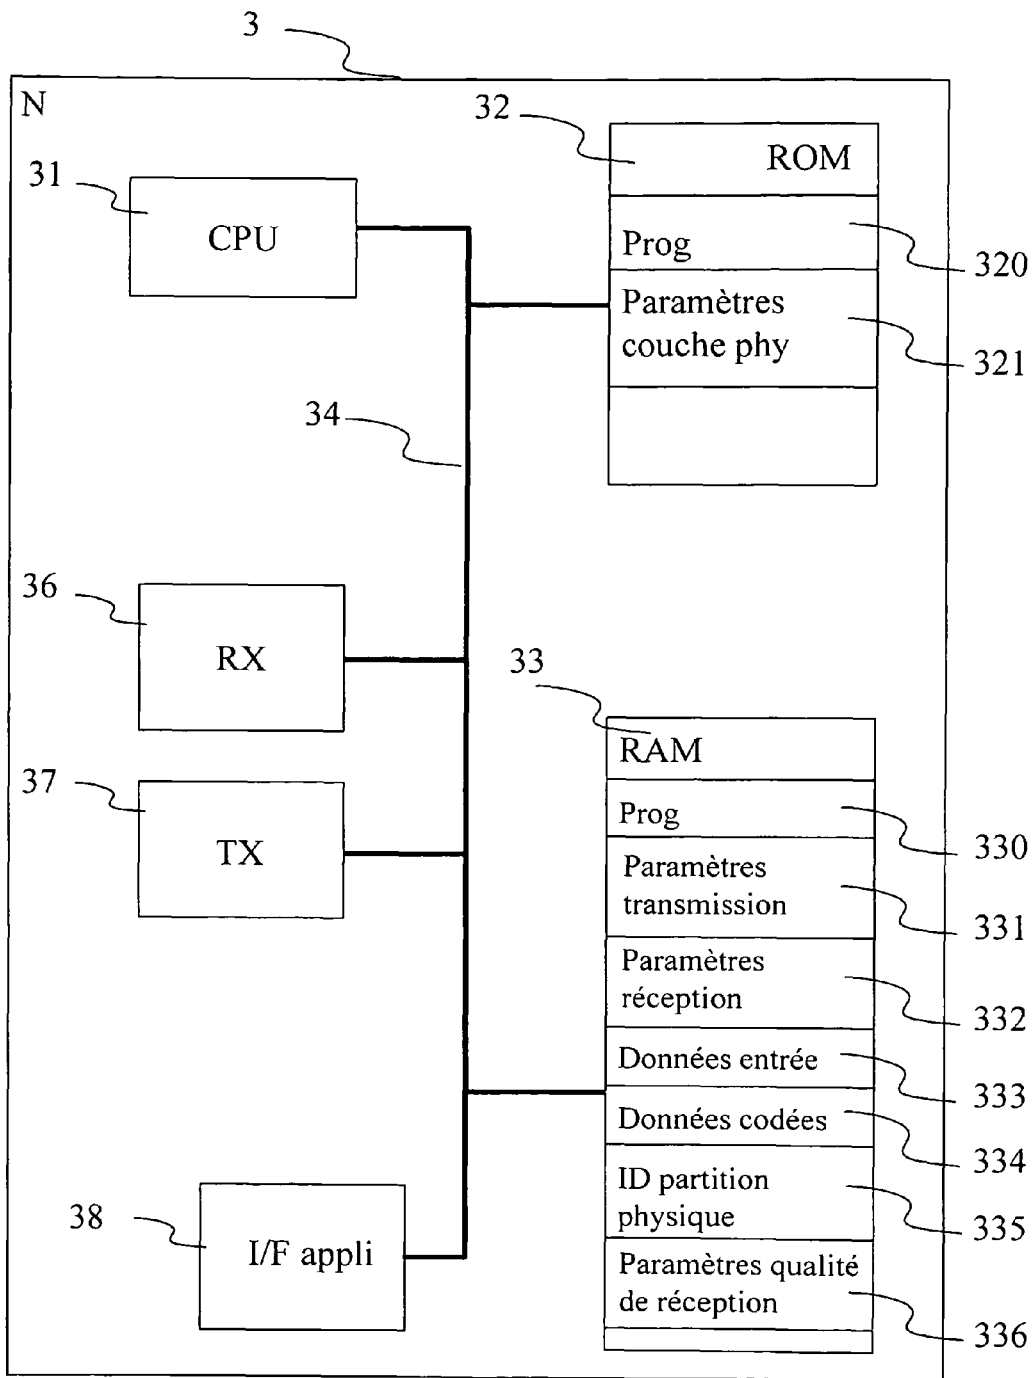 3
N
32
ROM
31
CPU
Prog
320
Paramètres
couche phy
321
34
36
RX
33
RAM
37
TX
Prog
330
Paramètres
transmission
331
Paramètres
réception
332
Données entrée
333
Données codées
334
ID partition
physique
335
38
I/F appli
Paramètres qualité
de réception
336